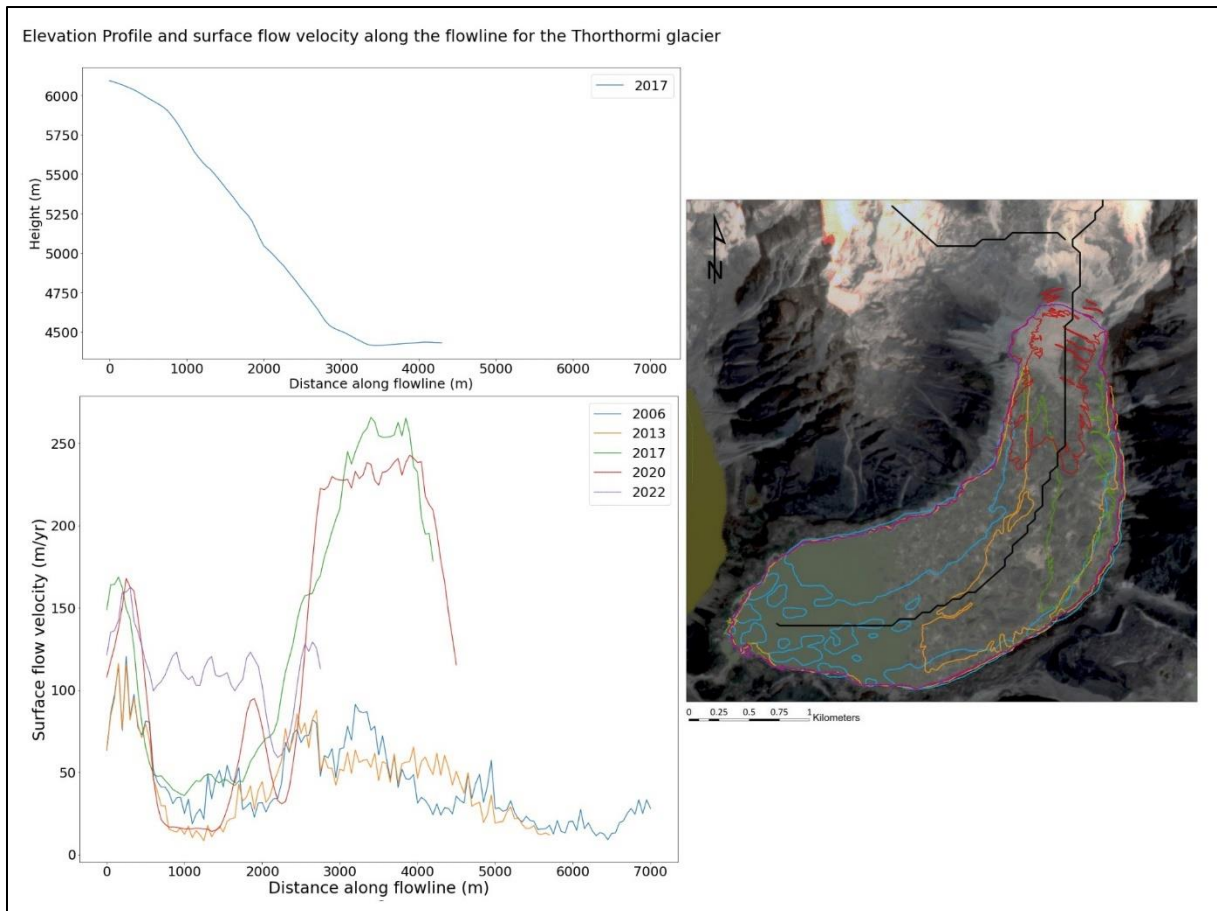 Elevation Profile and surface flow velocity along the flowline for the Thorthormi glacier
2017
6000
5750
5500
5250
5000
4750
4500
Height (m)
0 1000 2000 3000 4000 5000 6000 7000
Distance along flowline (m)
2006
2013
2017
2020
2022
250
200
150
100
50
0
Surface flow velocity (m/yr)
0 1000 2000 3000 4000 5000 6000 7000
Distance along flowline (m)
N
0 0.25 0.5 0.75 1
Kilometers